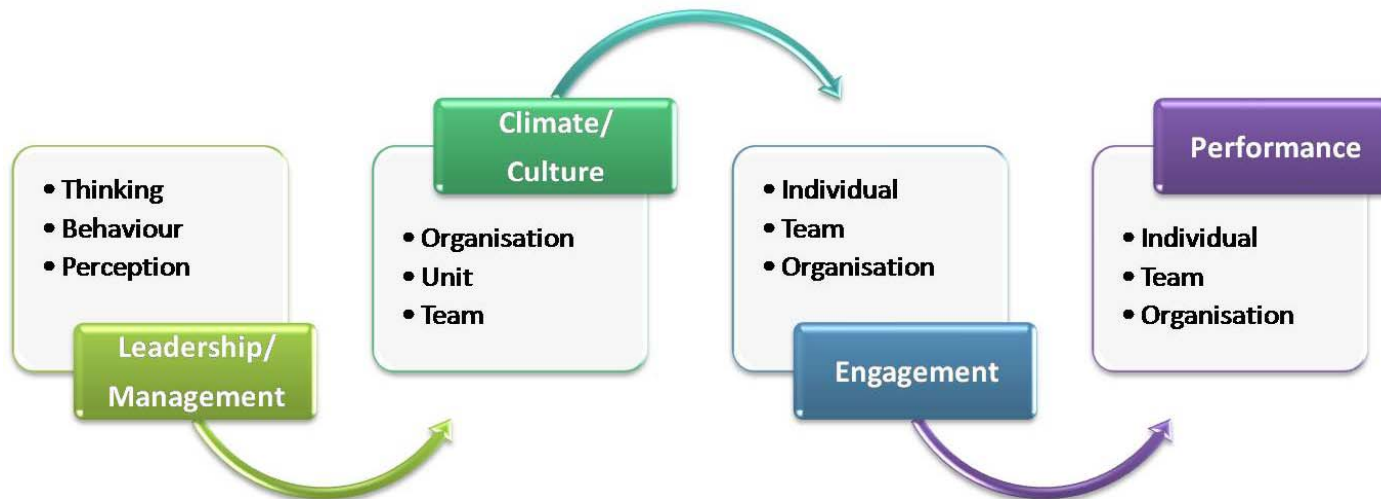 • Thinking
• Behaviour
• Perception
Leadership/
Management
Climate/
Culture
• Organisation
• Unit
• Team
• Individual
• Team
• Organisation
Engagement
Performance
• Individual
• Team
• Organisation